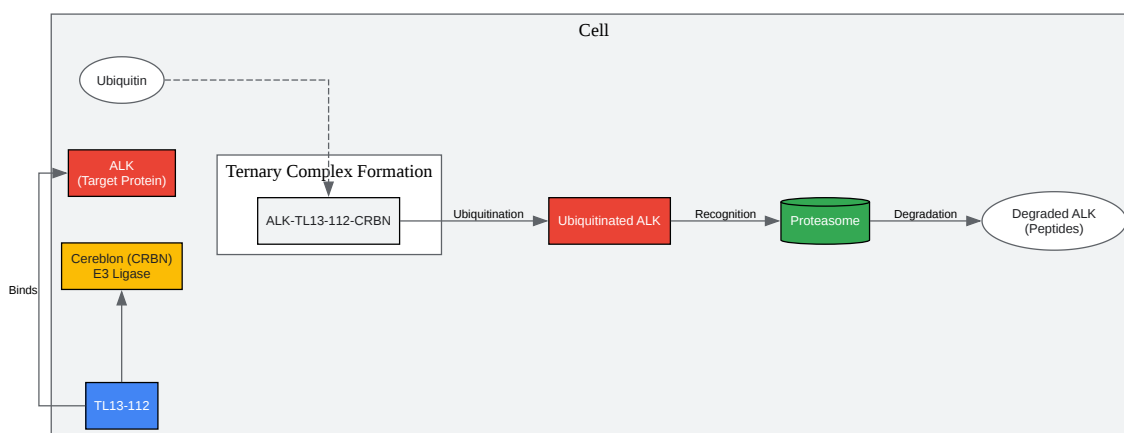 Cell
Ubiquitin
ALK
(Target Protein)
Ternary Complex Formation
ALK-TL13-112-CRBN
Ubiquitination
Ubiquitinated ALK
Recognition
Proteasome
Degradation
Degraded ALK
(Peptides)
Cereblon (CRBN)
E3 Ligase
Binds
TL13-112